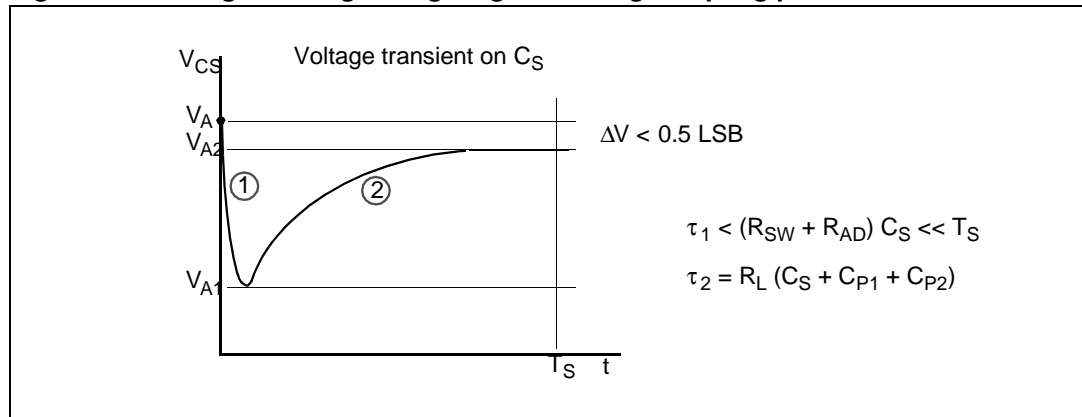 V_CS Voltage transient on C_S
V_A
V_A2
ΔV < 0.5 LSB
1 2
τ_1 < (R_SW + R_AD) C_S << T_S
τ_2 = R_L (C_S + C_P1 + C_P2)
V_A1
T_S t